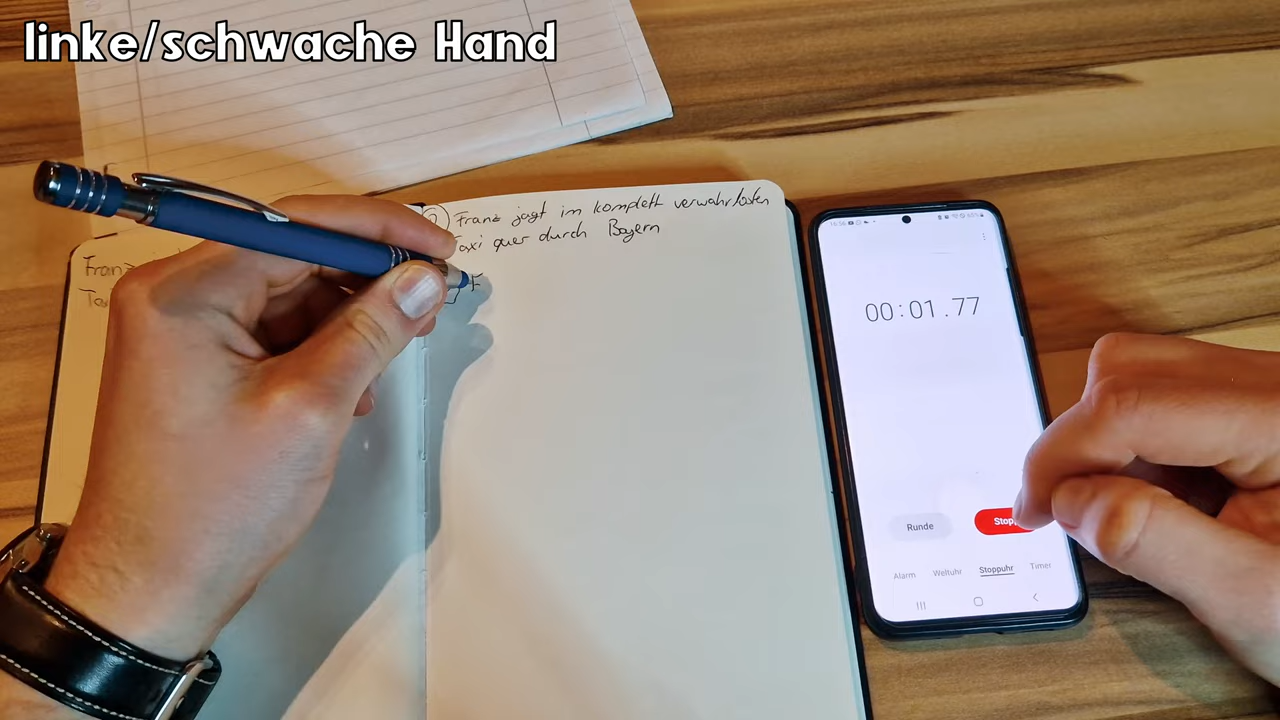 linke/schwache Hand
Franz
Franz jagt im komplett verwahrlosten
Taxi quer durch Bayern
F
00:01.77
Runde
Stopp
Alarm Weltuhr Stoppuhr Timer